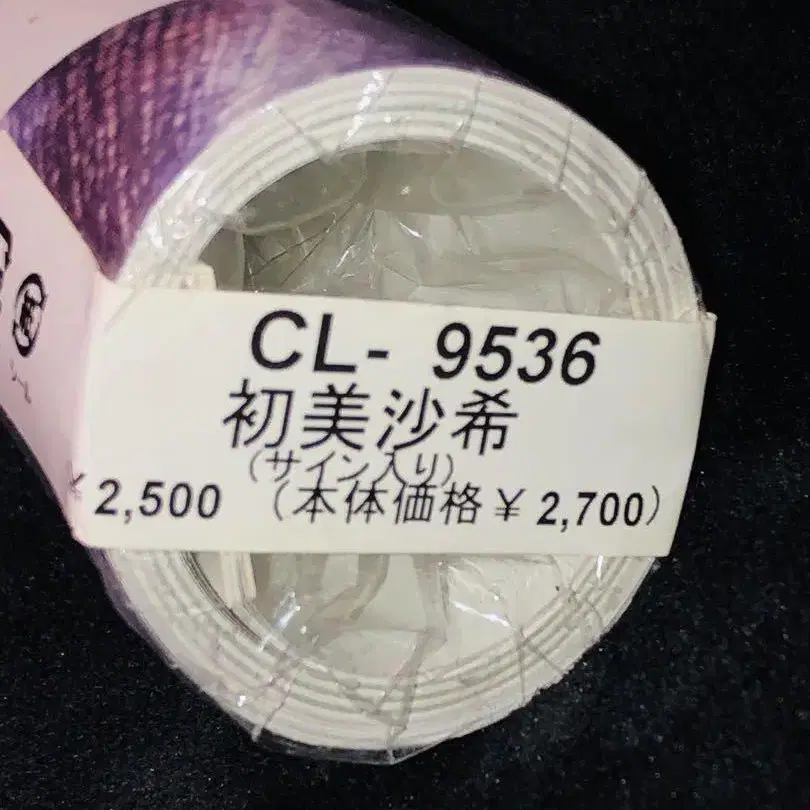 CL- 9536
初美沙希
（サイン入り）
¥ 2,500 （本体価格¥ 2,700）